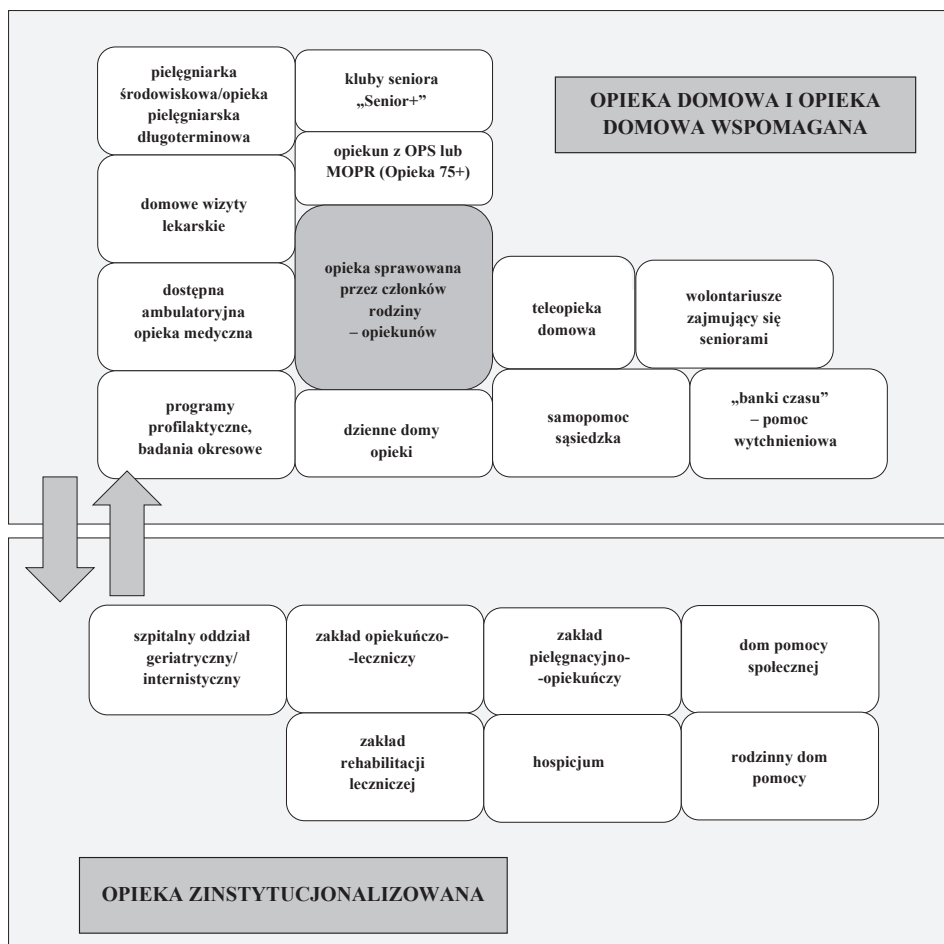 pielęgniarka
środowiskowa/opieka
pielęgniarska
długoterminowa
kluby seniora
„Senior+”
OPIEKA DOMOWA I OPIEKA
DOMOWA WSPOMAGANA
opiekun z OPS lub
MOPR (Opieka 75+)
domowe wizyty
lekarskie
opieka sprawowana
przez członków
rodziny
– opiekunów
dostępna
ambulatoryjna
opieka medyczna
teleopieka
domowa
wolontariusze
zajmujący się
seniorami
programy
profilaktyczne,
badania okresowe
dzienne domy
opieki
samopomoc
sąsiedzka
„banki czasu”
– pomoc
wytchnieniowa
szpitalny oddział
geriatryczny/
internistyczny
zakład opiekuńczo-
-leczniczy
zakład
pielęgnacyjno-
-opiekuńczy
dom pomocy
społecznej
zakład
rehabilitacji
leczniczej
hospicjum
rodzinny dom
pomocy
OPIEKA ZINSTYTUCJONALIZOWANA